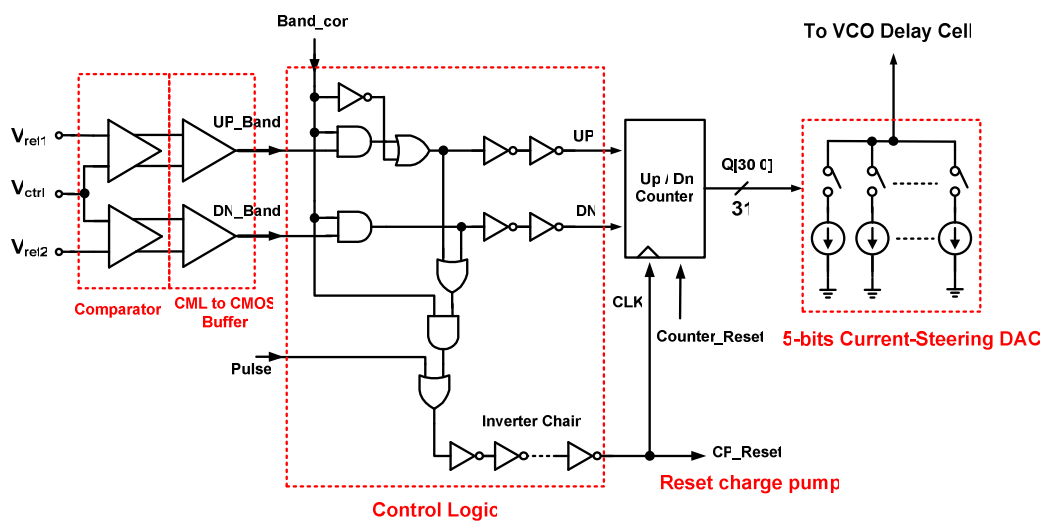 Band_cor
To VCO Delay Cell
UP_Band
UP
Vref1
Q[30 0]
Up / Dn
Counter
Vctrl
31
DN_Band
DN
Vref2
CLK
Comparator
CML to CMOS
Buffer
Counter_Reset
5-bits Current-Steering DAC
Pulse
Inverter Chain
CP_Reset
Reset charge pump
Control Logic